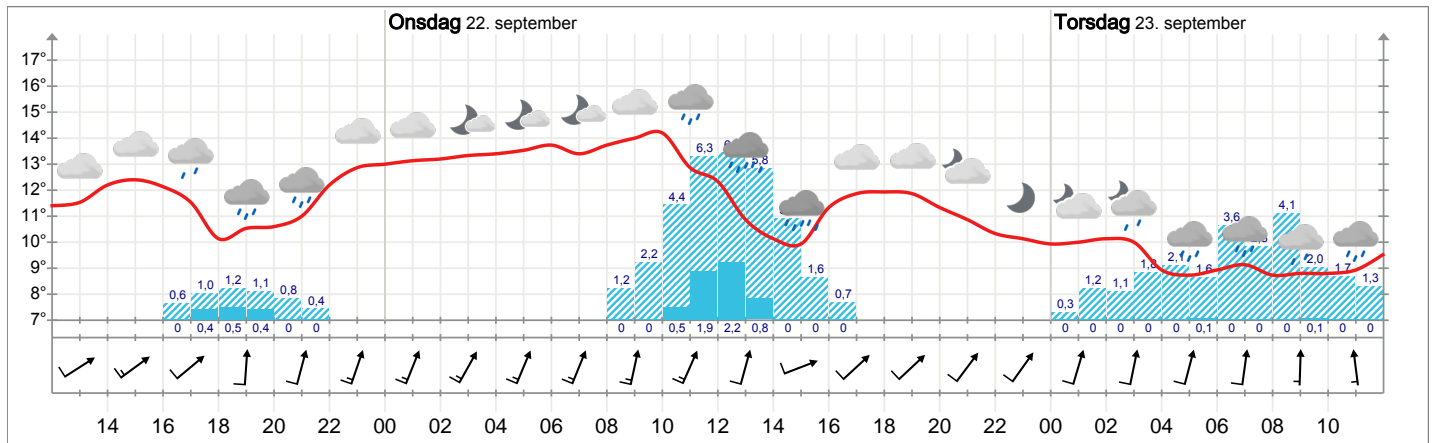 Onsdag 22. september
Torsdag 23. september
17°
16°
15°
14°
13°
12°
11°
10°
9°
8°
7°
0,6 1,0 1,2 1,1 0,8 0,4
1,2 2,2 4,4 6,3 1,6 0,7
0,3 1,2 1,1 1,8 2,1 1,6 3,6 4,1 2,0 1,7 1,3
0 0,4 0,5 0,4 0 0
0 0 0,5 1,9 2,2 0,8 0 0 0
0 0 0 0 0 0,1 0 0 0 0,1 0 0
14 16 18 20 22 00 02 04 06 08 10 12 14 16 18 20 22 00 02 04 06 08 10